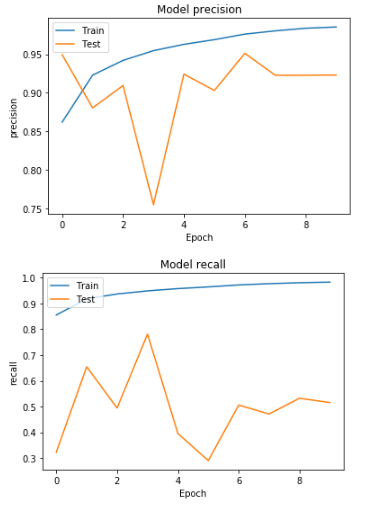 Model precision
Train
Test
0.95
0.90
0.85
0.80
0.75
precision
0 2 4 6 8
Epoch
Model recall
Train
Test
1.0
0.9
0.8
0.7
0.6
0.5
0.4
0.3
recall
0 2 4 6 8
Epoch